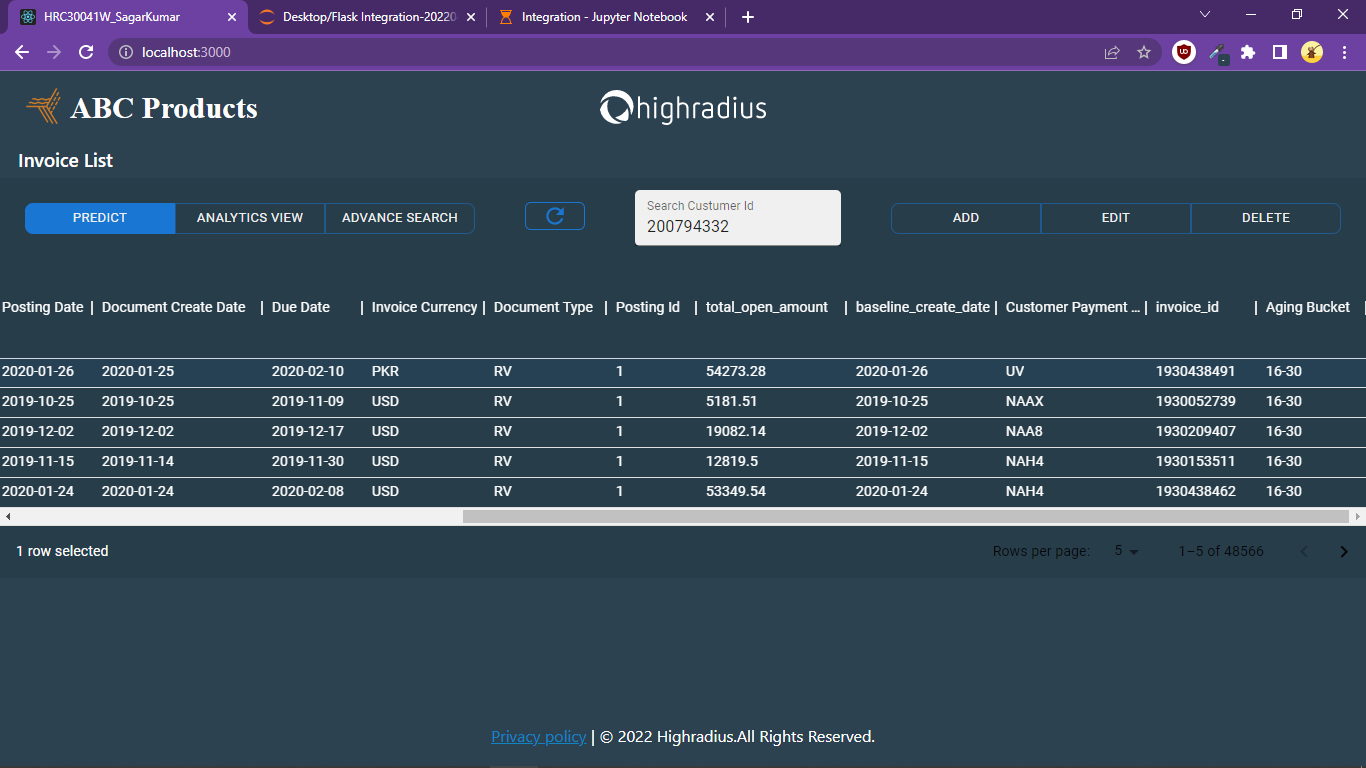 HRC30041W_SagarKumar
Desktop/Flask Integration-20220
Integration - Jupyter Notebook
localhost:3000
ABC Products
highradius
Invoice List
PREDICT ANALYTICS VIEW ADVANCE SEARCH
Search Custumer Id
200794332
ADD EDIT DELETE
Posting Date | Document Create Date | Due Date | Invoice Currency | Document Type | Posting Id | total_open_amount | baseline_create_date | Customer Payment ... | invoice_id | Aging Bucket
2020-01-26 2020-01-25 2020-02-10 PKR RV 1 54273.28 2020-01-26 UV 1930438491 16-30
2019-10-25 2019-10-25 2019-11-09 USD RV 1 5181.51 2019-10-25 NAAX 1930052739 16-30
2019-12-02 2019-12-02 2019-12-17 USD RV 1 19082.14 2019-12-02 NAA8 1930209407 16-30
2019-11-15 2019-11-14 2019-11-30 USD RV 1 12819.5 2019-11-15 NAH4 1930153511 16-30
2020-01-24 2020-01-24 2020-02-08 USD RV 1 53349.54 2020-01-24 NAH4 1930438462 16-30
1 row selected
Rows per page: 5 1–5 of 48566
Privacy policy | © 2022 Highradius.All Rights Reserved.